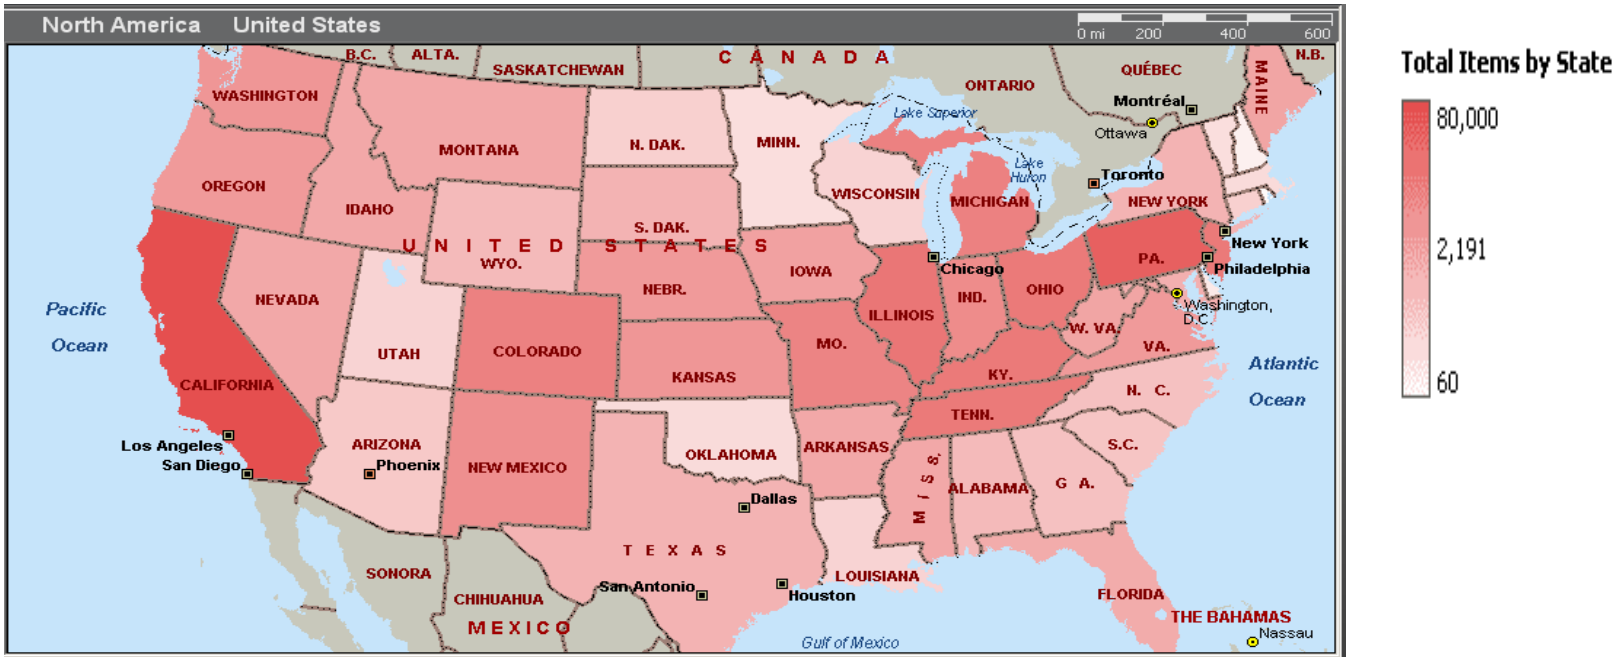 North America United States
0 mi 200 400 600
B.C. ALTA. SASKATCHEWAN C A N A D A ONTARIO QUÉBEC N.B.
Montréal
Ottawa
Toronto
Lake Superior
Lake
Huron
MAINE
WASHINGTON
MONTANA
N. DAK.
MINN.
OREGON
IDAHO
WISCONSIN
MICHIGAN
NEW YORK
S. DAK.
U N I T E D S T A T E S
WYO.
New York
Philadelphia
PA.
Chicago
IOWA
NEBR.
NEVADA
ILLINOIS
IND.
OHIO
Washington,
D.C.
W. VA.
VA.
Pacific
Ocean
UTAH
COLORADO
MO.
KANSAS
KY.
Atlantic
Ocean
CALIFORNIA
N. C.
TENN.
Los Angeles
San Diego
ARIZONA
Phoenix
NEW MEXICO
OKLAHOMA
ARKANSAS
S.C.
MISS.
ALABAMA
G A.
Dallas
T E X A S
San Antonio
Houston
LOUISIANA
FLORIDA
SONORA
CHIHUAHUA
MEXICO
Gulf of Mexico
THE BAHAMAS
Nassau
Total Items by State
80,000
2,191
60